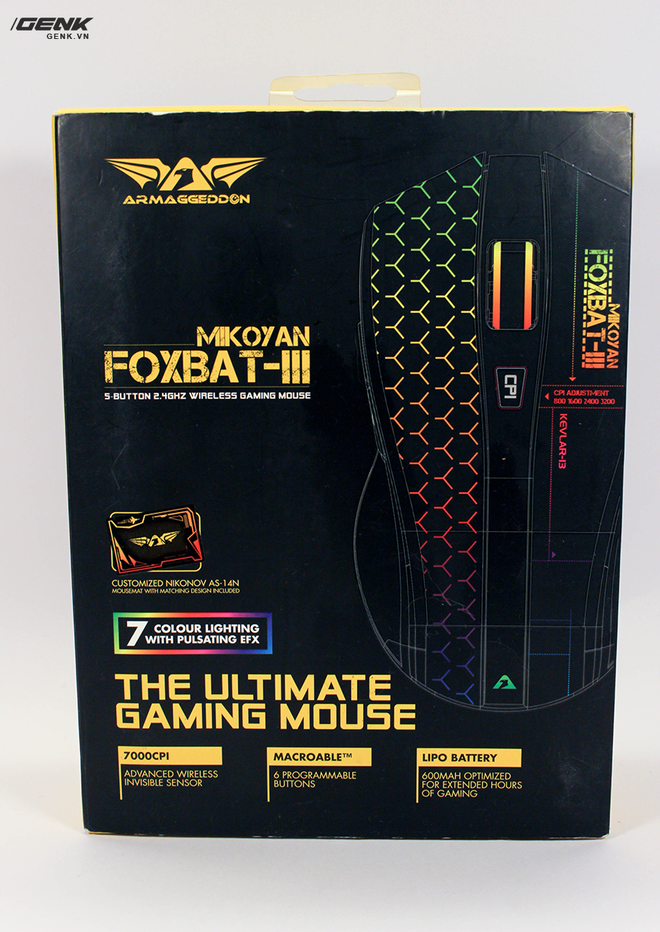 GENK
GENK.VN
ARMAGGEDDON
MIKOYAN
FOXBAT-III
5-BUTTON 2.4GHZ WIRELESS GAMING MOUSE
MIKOYAN
FOXBAT-III
CPI
CPI ADJUSTMENT
800 1600 2400 3200
KEVLAR-13
CUSTOMIZED NIKONOV AS-14N
MOUSEMAT WITH MATCHING DESIGN INCLUDED
7 COLOUR LIGHTING
WITH PULSATING EFX
THE ULTIMATE
GAMING MOUSE
7000CPI
ADVANCED WIRELESS
INVISIBLE SENSOR
MACROABLE™
6 PROGRAMMABLE
BUTTONS
LIPO BATTERY
600MAH OPTIMIZED
FOR EXTENDED HOURS
OF GAMING